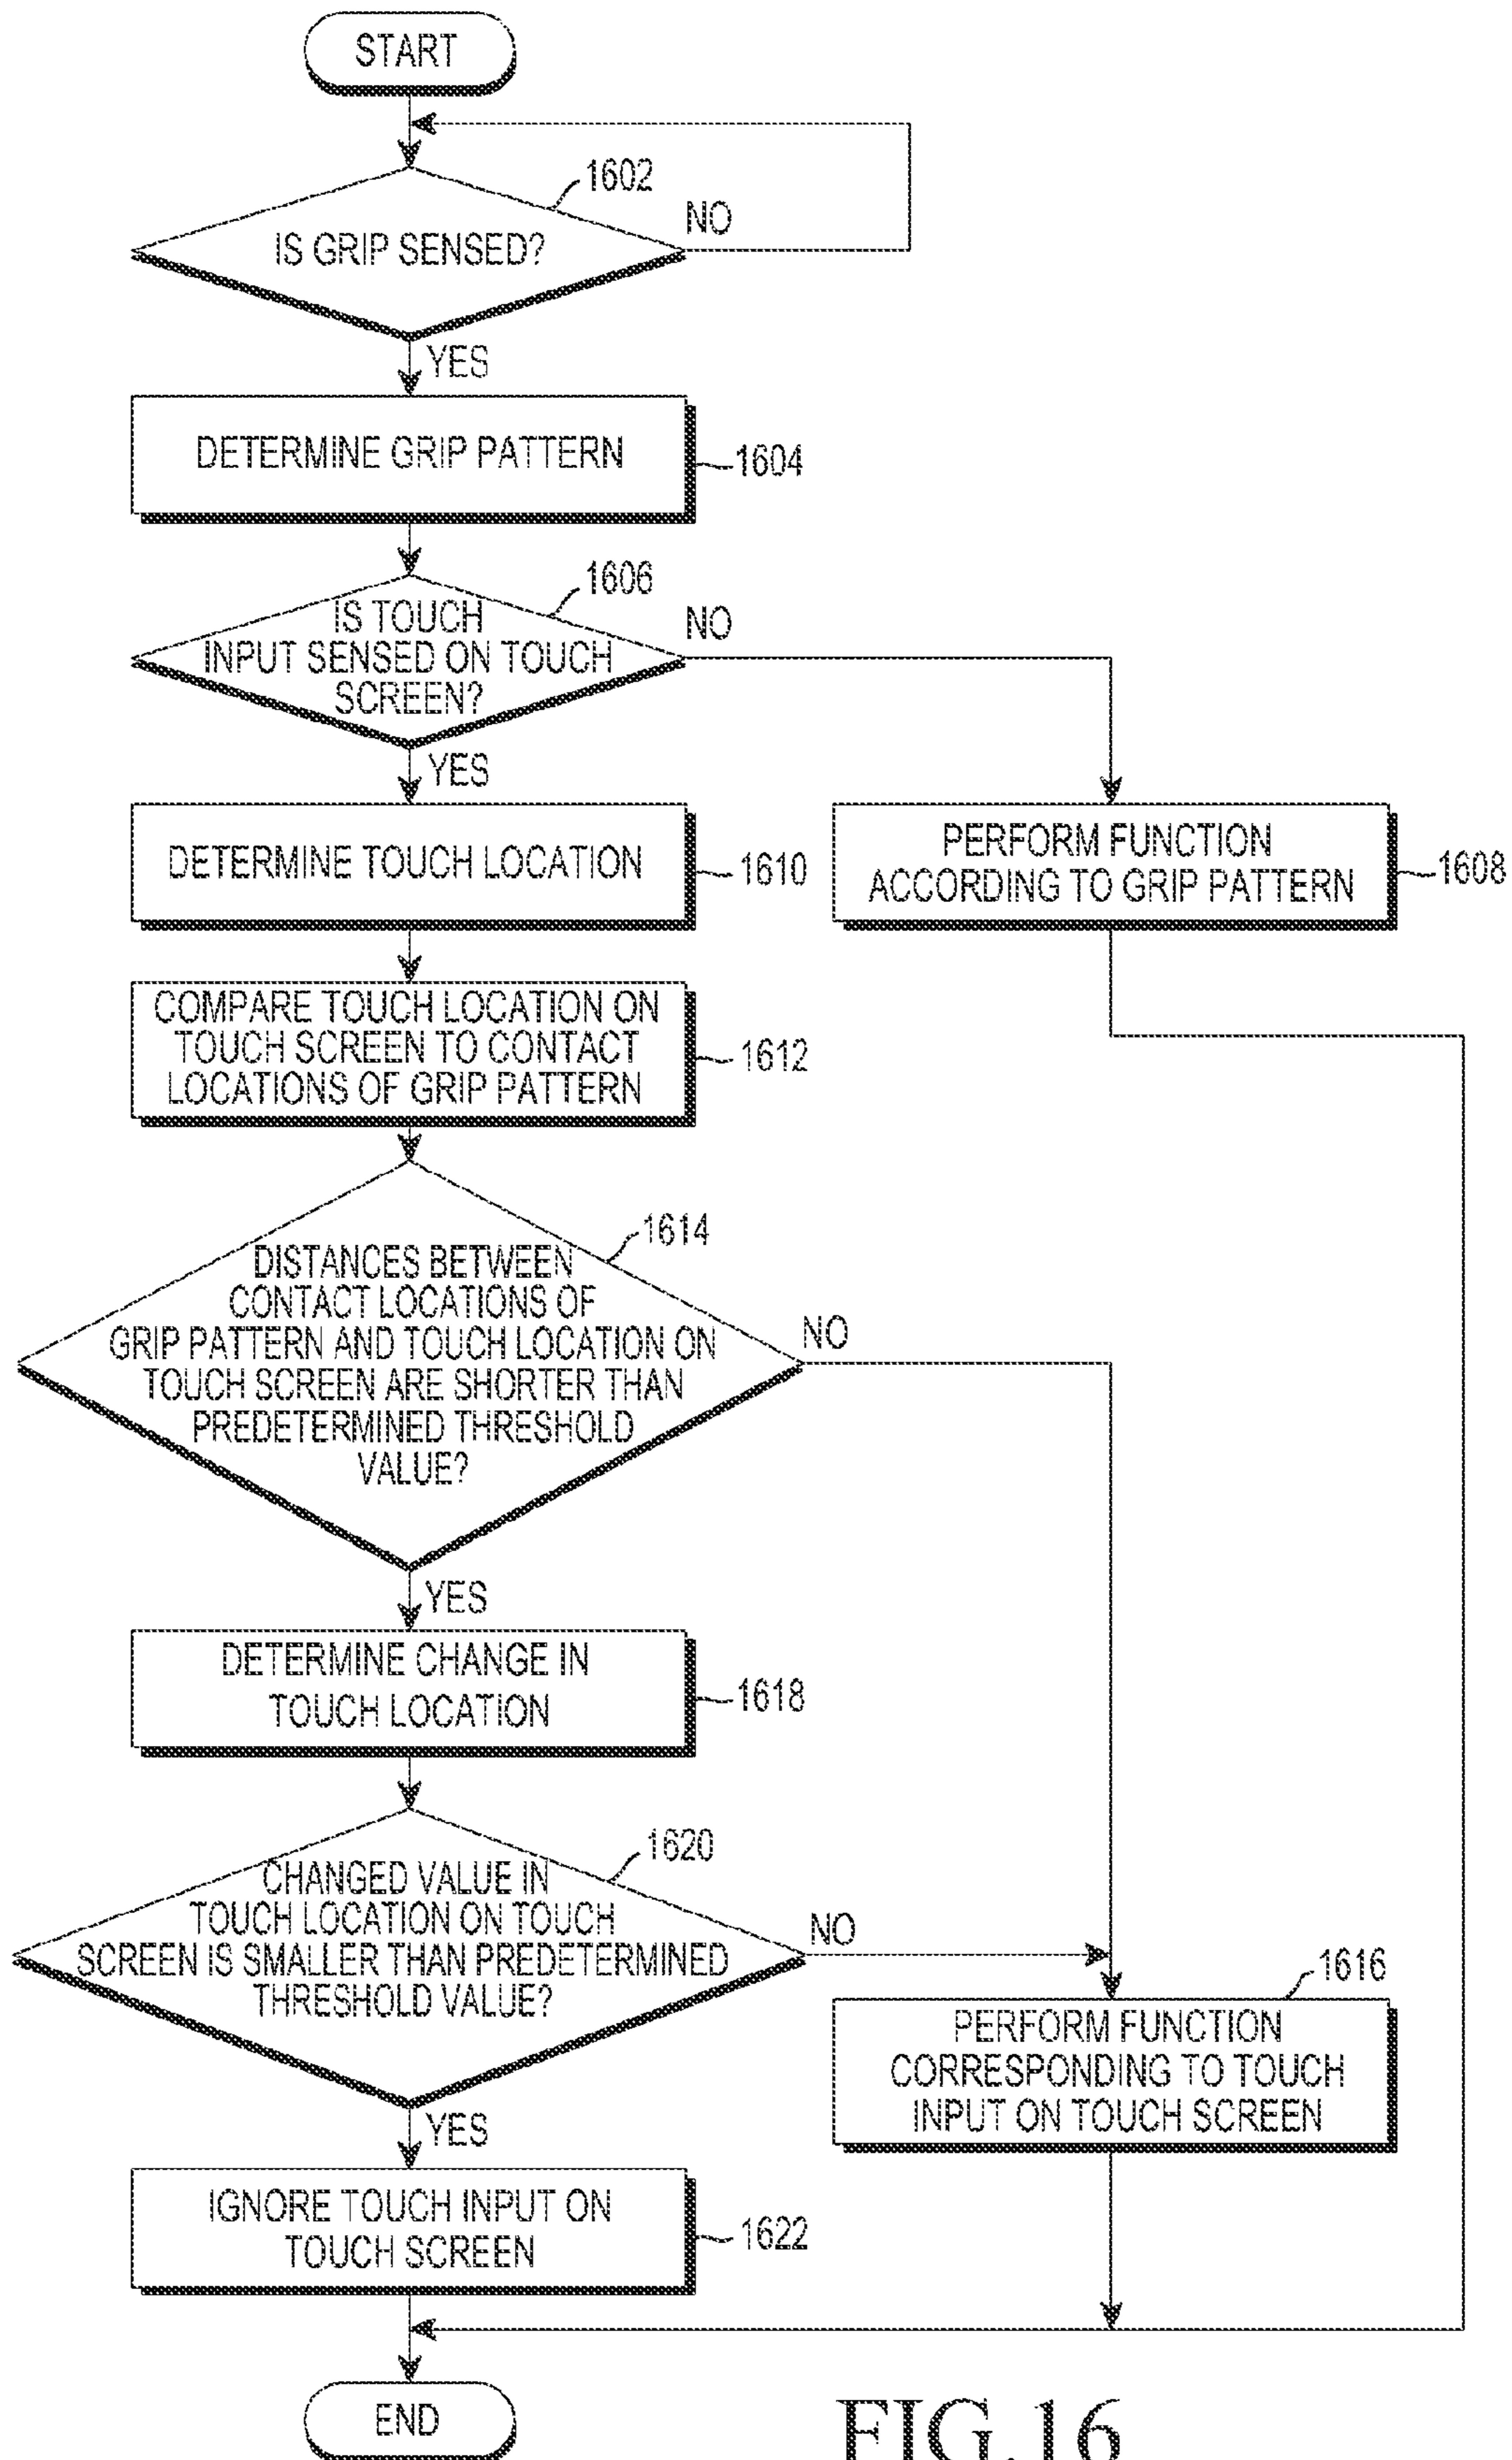 START
1602
NO
IS GRIP SENSED?
YES
DETERMINE GRIP PATTERN
1604
1606
IS TOUCH
INPUT SENSED ON TOUCH
SCREEN?
NO
YES
DETERMINE TOUCH LOCATION
1610
PERFORM FUNCTION
ACCORDING TO GRIP PATTERN
1608
COMPARE TOUCH LOCATION ON
TOUCH SCREEN TO CONTACT
LOCATIONS OF GRIP PATTERN
1612
1614
DISTANCES BETWEEN
CONTACT LOCATIONS OF
GRIP PATTERN AND TOUCH LOCATION ON
TOUCH SCREEN ARE SHORTER THAN
PREDETERMINED THRESHOLD
VALUE?
NO
YES
DETERMINE CHANGE IN
TOUCH LOCATION
1618
1620
CHANGED VALUE IN
TOUCH LOCATION ON TOUCH
SCREEN IS SMALLER THAN PREDETERMINED
THRESHOLD VALUE?
NO
1616
PERFORM FUNCTION
CORRESPONDING TO TOUCH
INPUT ON TOUCH SCREEN
YES
IGNORE TOUCH INPUT ON
TOUCH SCREEN
1622
END
FIG.16